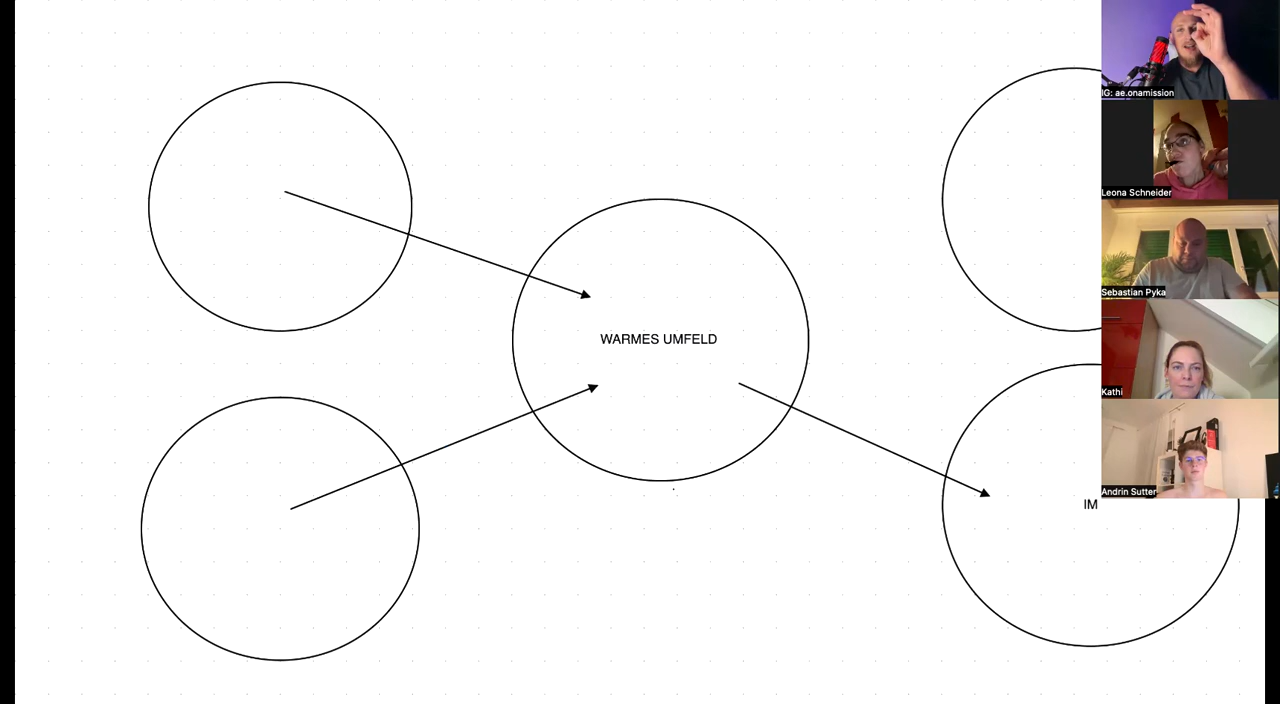 IG: ae.onamission
Leona Schneider
WARMES UMFELD
Sebastian Pyka
Kathi
Andrin Sutter
IM